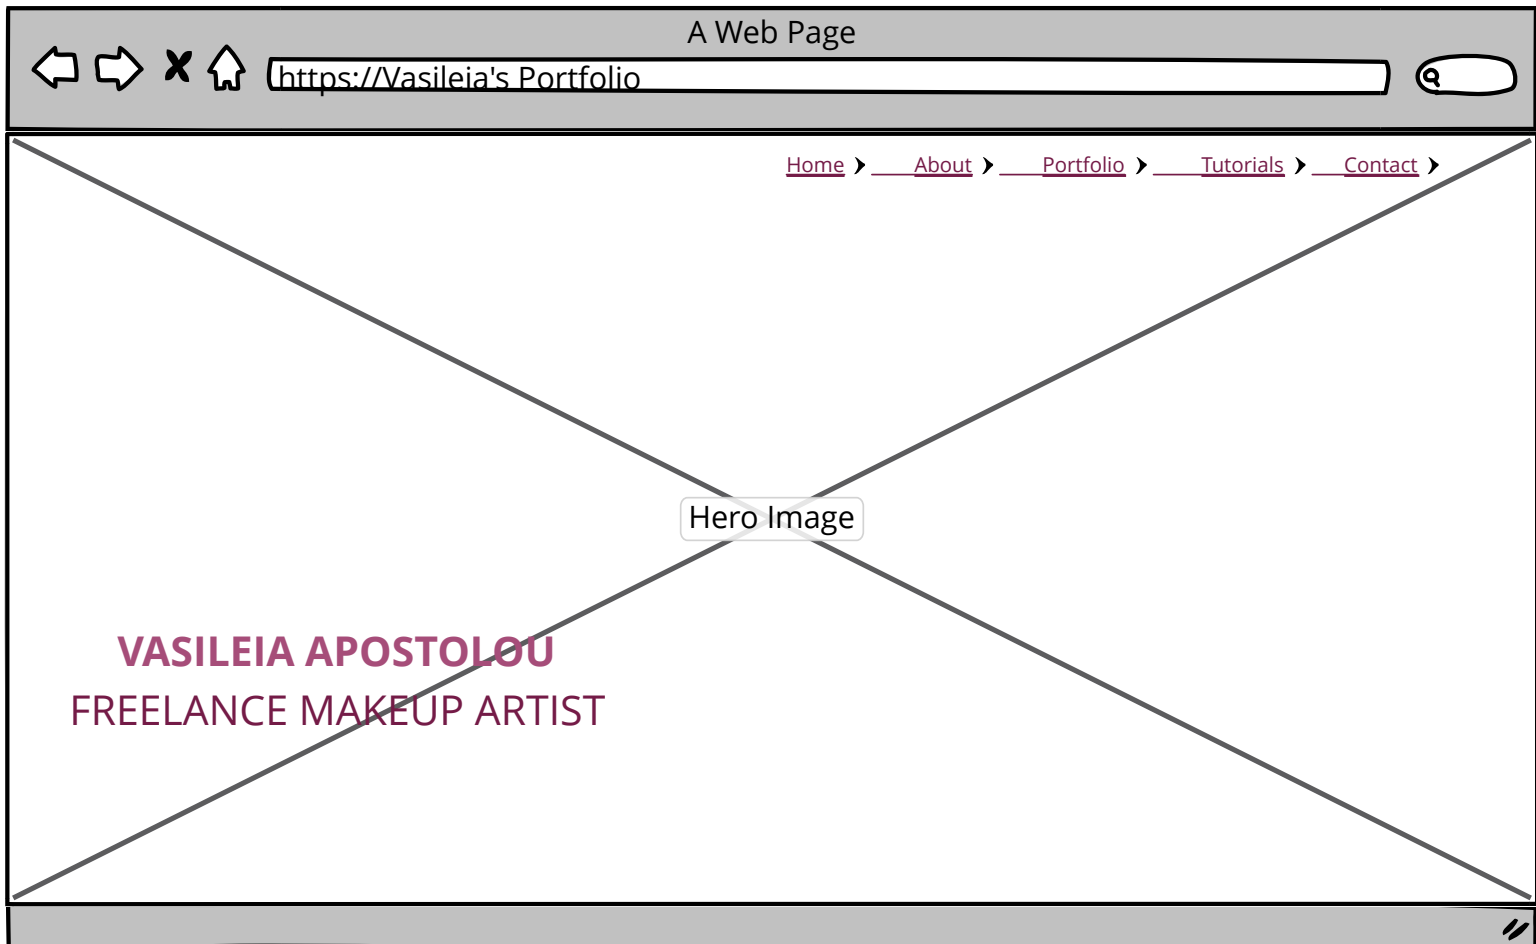 A Web Page
https://Vasileia's Portfolio
Home About Portfolio Tutorials Contact
Hero Image
VASILEIA APOSTOLOU
FREELANCE MAKEUP ARTIST